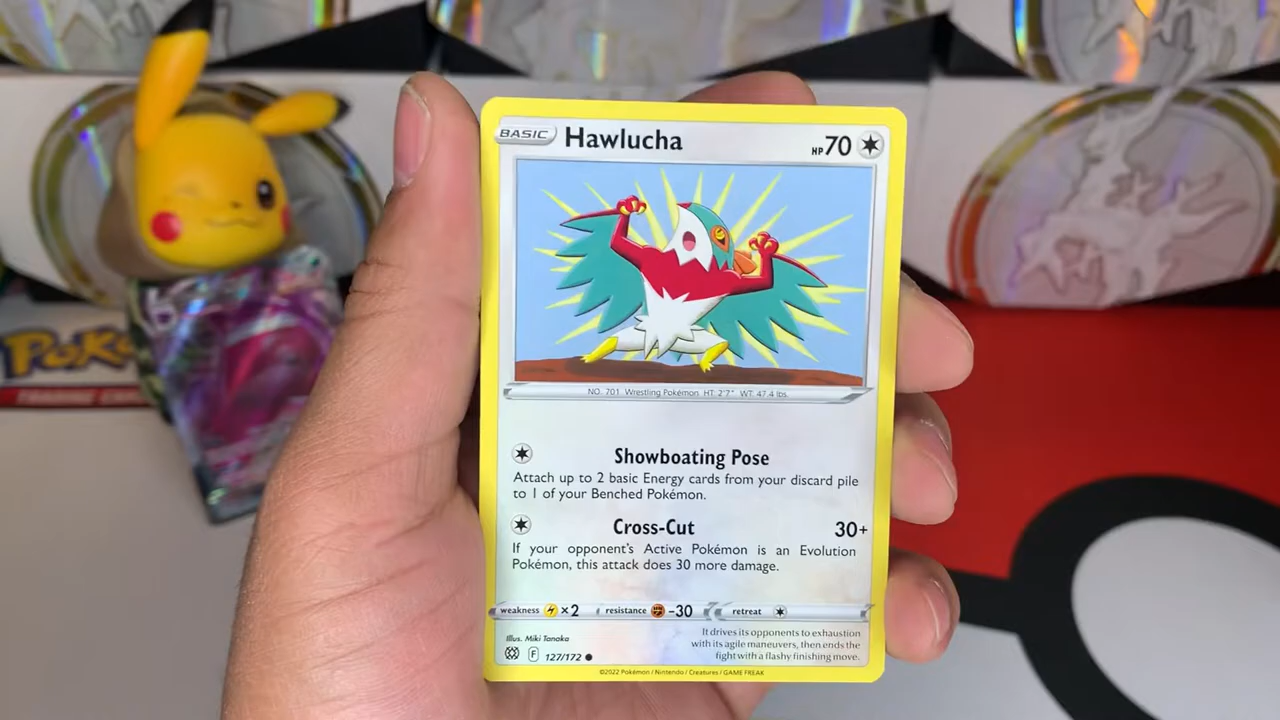 BASIC Hawlucha HP 70
NO. 701 Wrestling Pokémon HT: 2'7" WT: 47.4 lbs.
Showboating Pose
Attach up to 2 basic Energy cards from your discard pile
to 1 of your Benched Pokémon.
Cross-Cut 30+
If your opponent's Active Pokémon is an Evolution
Pokémon, this attack does 30 more damage.
weakness ×2 resistance -30 retreat
Illus. Miki Tanaka
F 127/172
It drives its opponents to exhaustion
with its agile maneuvers, then ends the
fight with a flashy finishing move.
©2022 Pokémon / Nintendo / Creatures / GAME FREAK